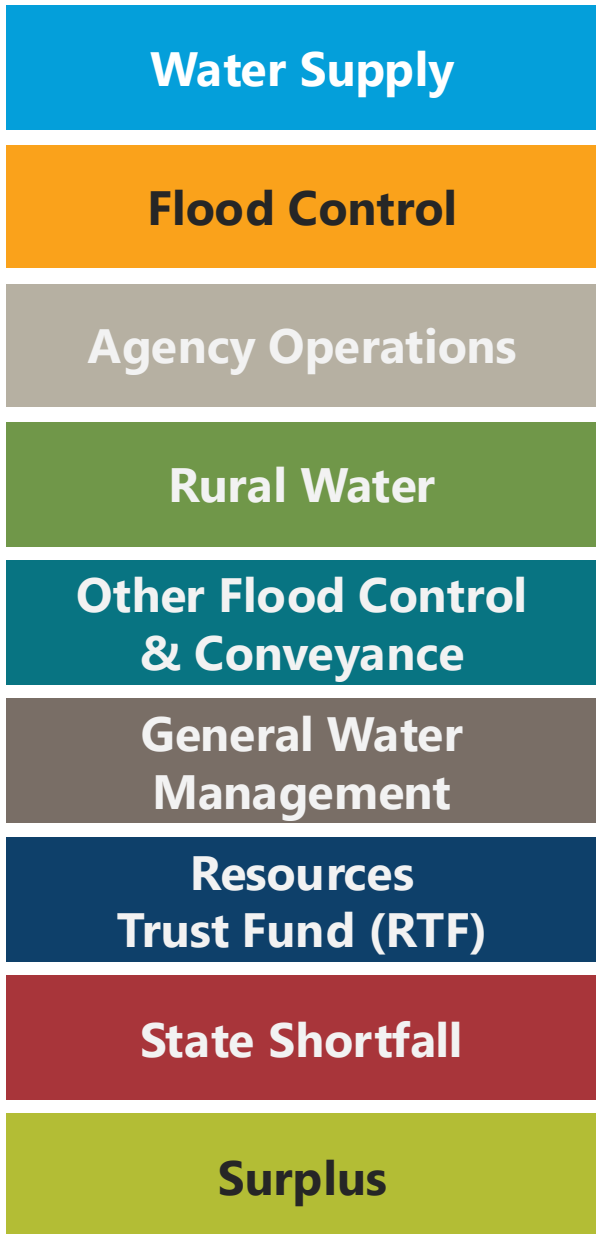 Water Supply
Flood Control
Agency Operations
Rural Water
Other Flood Control
& Conveyance
General Water
Management
Resources
Trust Fund (RTF)
State Shortfall
Surplus